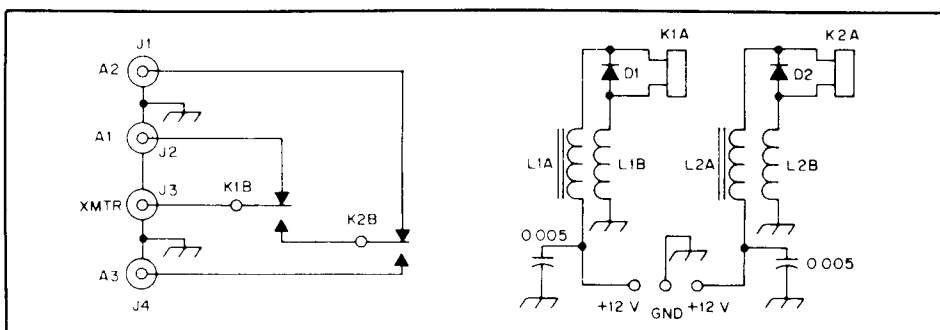 J1
A2
A1
J2
J3
XMTR
K1B
K2B
A3
J4
K1A
K2A
D1
D2
L1A
L1B
L2A
L2B
0.005
0.005
+12 V
GND
+12 V